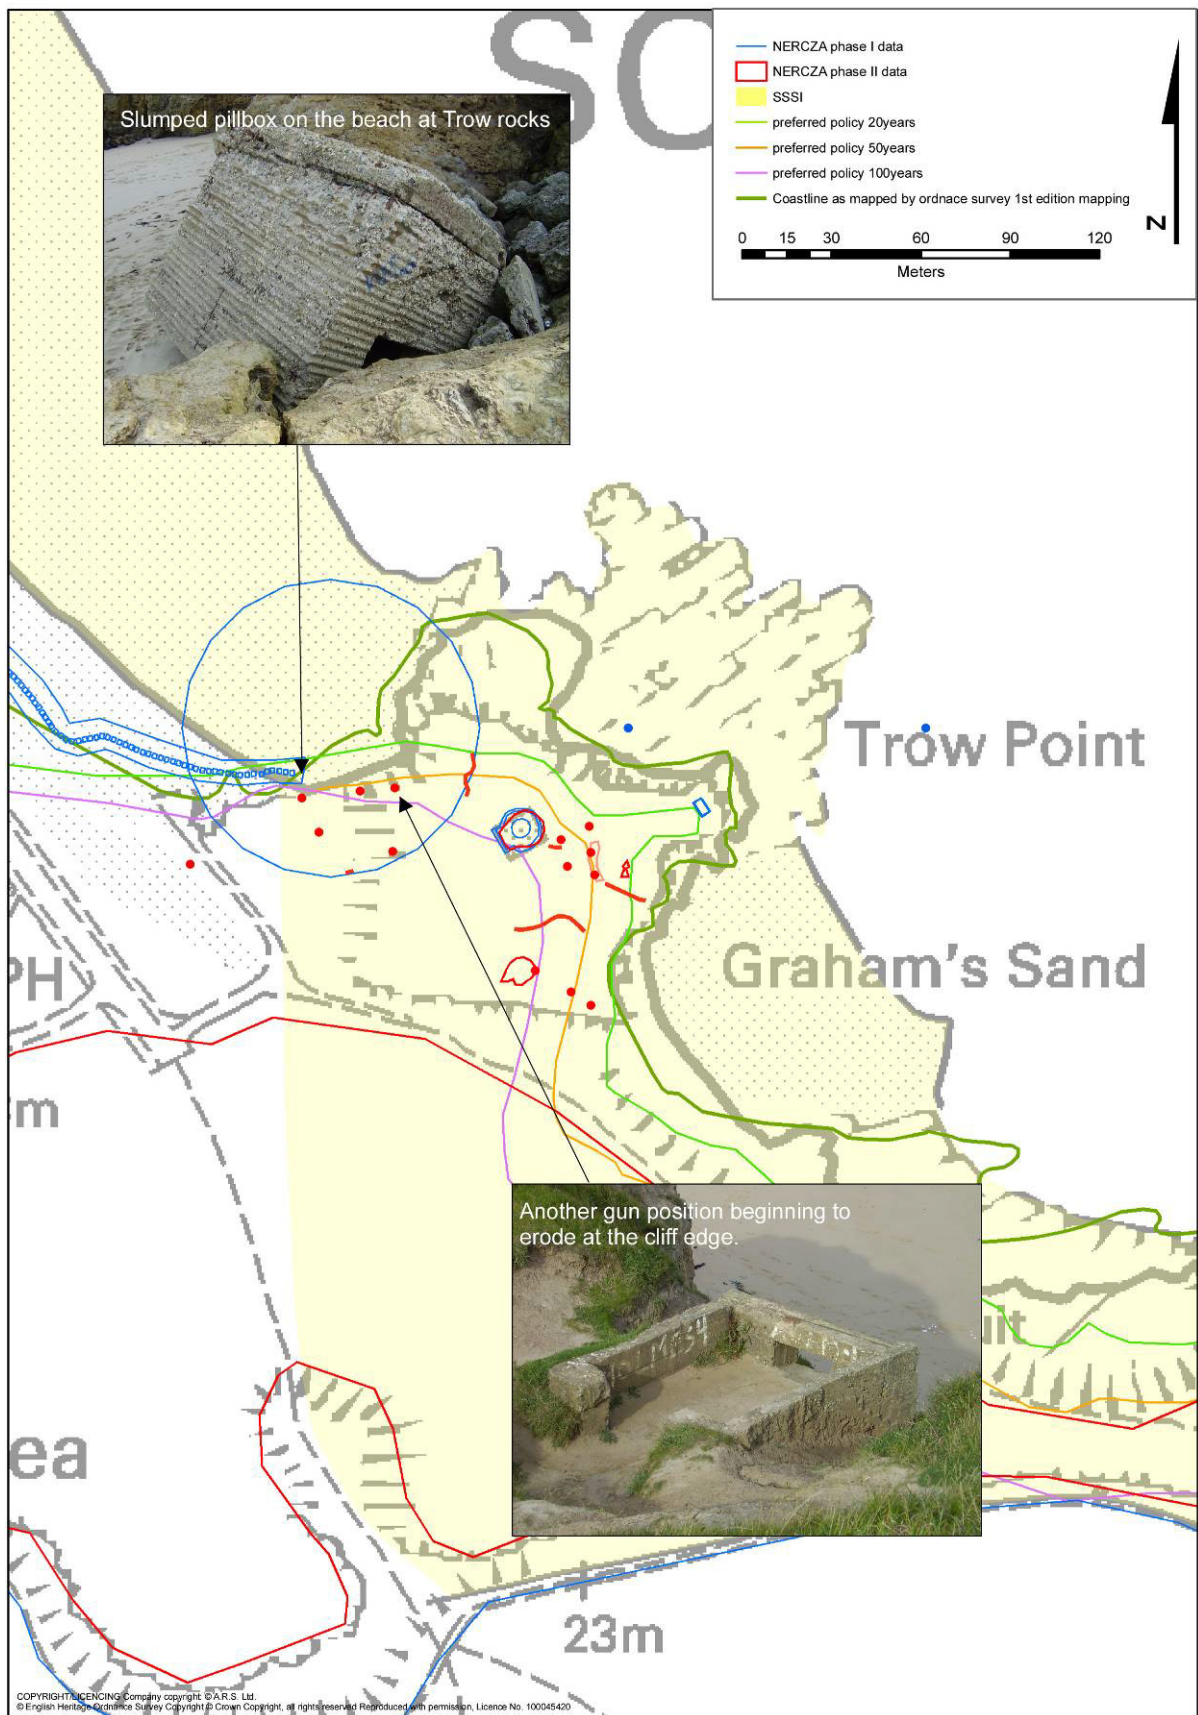 SO
NERCZA phase I data
NERCZA phase II data
SSSI
preferred policy 20years
preferred policy 50years
preferred policy 100years
Coastline as mapped by ordnace survey 1st edition mapping
0 15 30 60 90 120
Meters
N
Slumped pillbox on the beach at Trow rocks
Trow Point
Graham's Sand
PH
m
Another gun position beginning to
erode at the cliff edge.
ea
23m
COPYRIGHT/LICENCING Company copyright © A.R.S. Ltd.
© English Heritage Ordnance Survey Copyright © Crown Copyright, all rights reserved Reproduced with permission, Licence No. 100045420